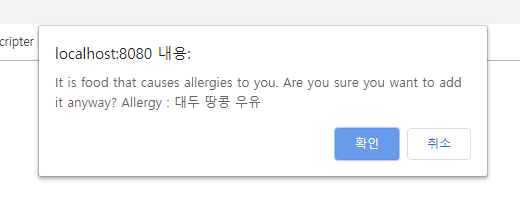 cripter
localhost:8080 내용:
It is food that causes allergies to you. Are you sure you want to add
it anyway? Allergy : 대두 땅콩 우유
확인 취소